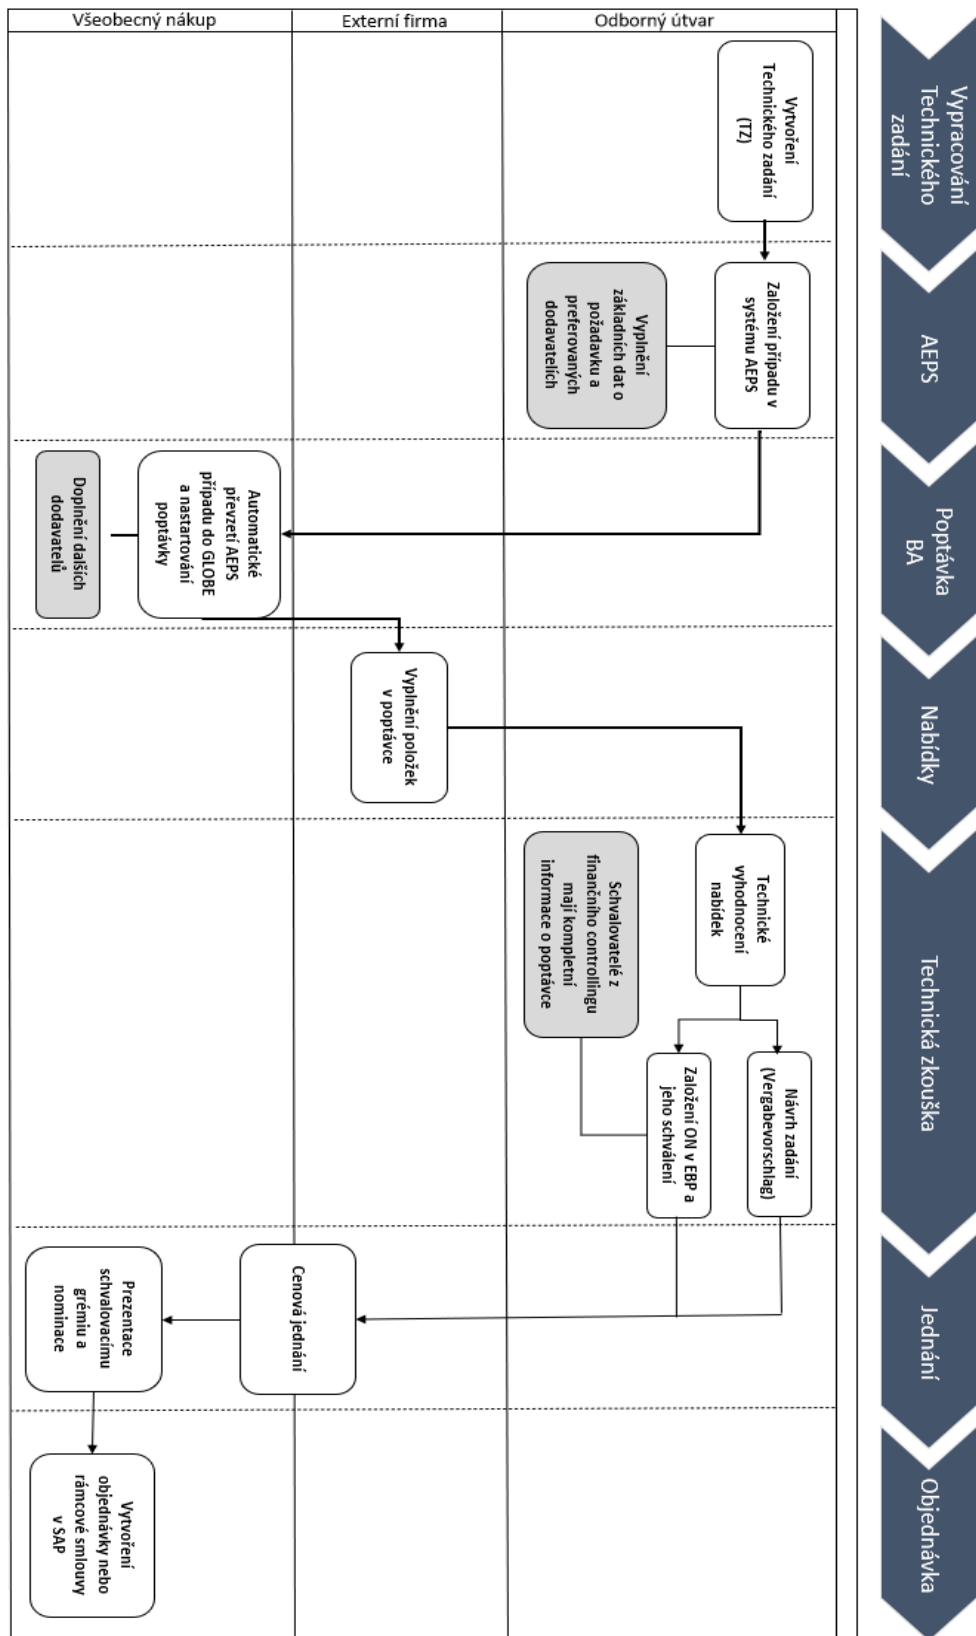 Všeobecný nákup
Externí firma
Odborný útvar
Vypracování
Technického
zadání
Vytvoření
Technického zadání
(TZ)
AEPS
Založení případu v
systému AEPS
Vyplnění
základních dat o
požadavku a
preferovaných
dodavatelích
Poptávka
BA
Automatické
převzetí AEPS
případu do GLOBE
a nastartování
poptávky
Doplnění dalších
dodavatelů
Nabídky
Vyplnění položek
v poptávce
Technická zkouška
Technické
vyhodnocení
nabídek
Schvalovatelé z
finančního controllingu
mají kompletní
informace o poptávce
Návrh zadání
(Vergabevorschlag)
Založení ON v EBP a
jeho schválení
Jednání
Cenová jednání
Prezentace
schvalovacímu
grémiu a
nominace
Objednávka
Vytvoření
objednávky nebo
rámcové smlouvy
v SAP